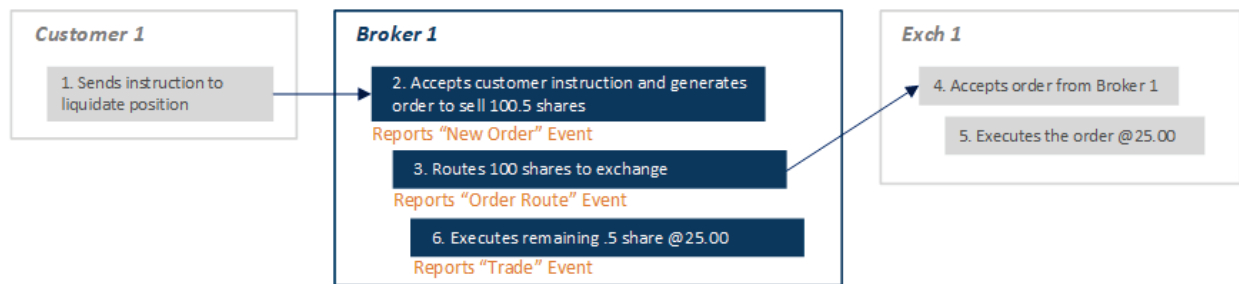 Customer 1
1. Sends instruction to
liquidate position
Broker 1
2. Accepts customer instruction and generates
order to sell 100.5 shares
Reports “New Order” Event
3. Routes 100 shares to exchange
Reports “Order Route” Event
6. Executes remaining .5 share @25.00
Reports “Trade” Event
Exch 1
4. Accepts order from Broker 1
5. Executes the order @25.00